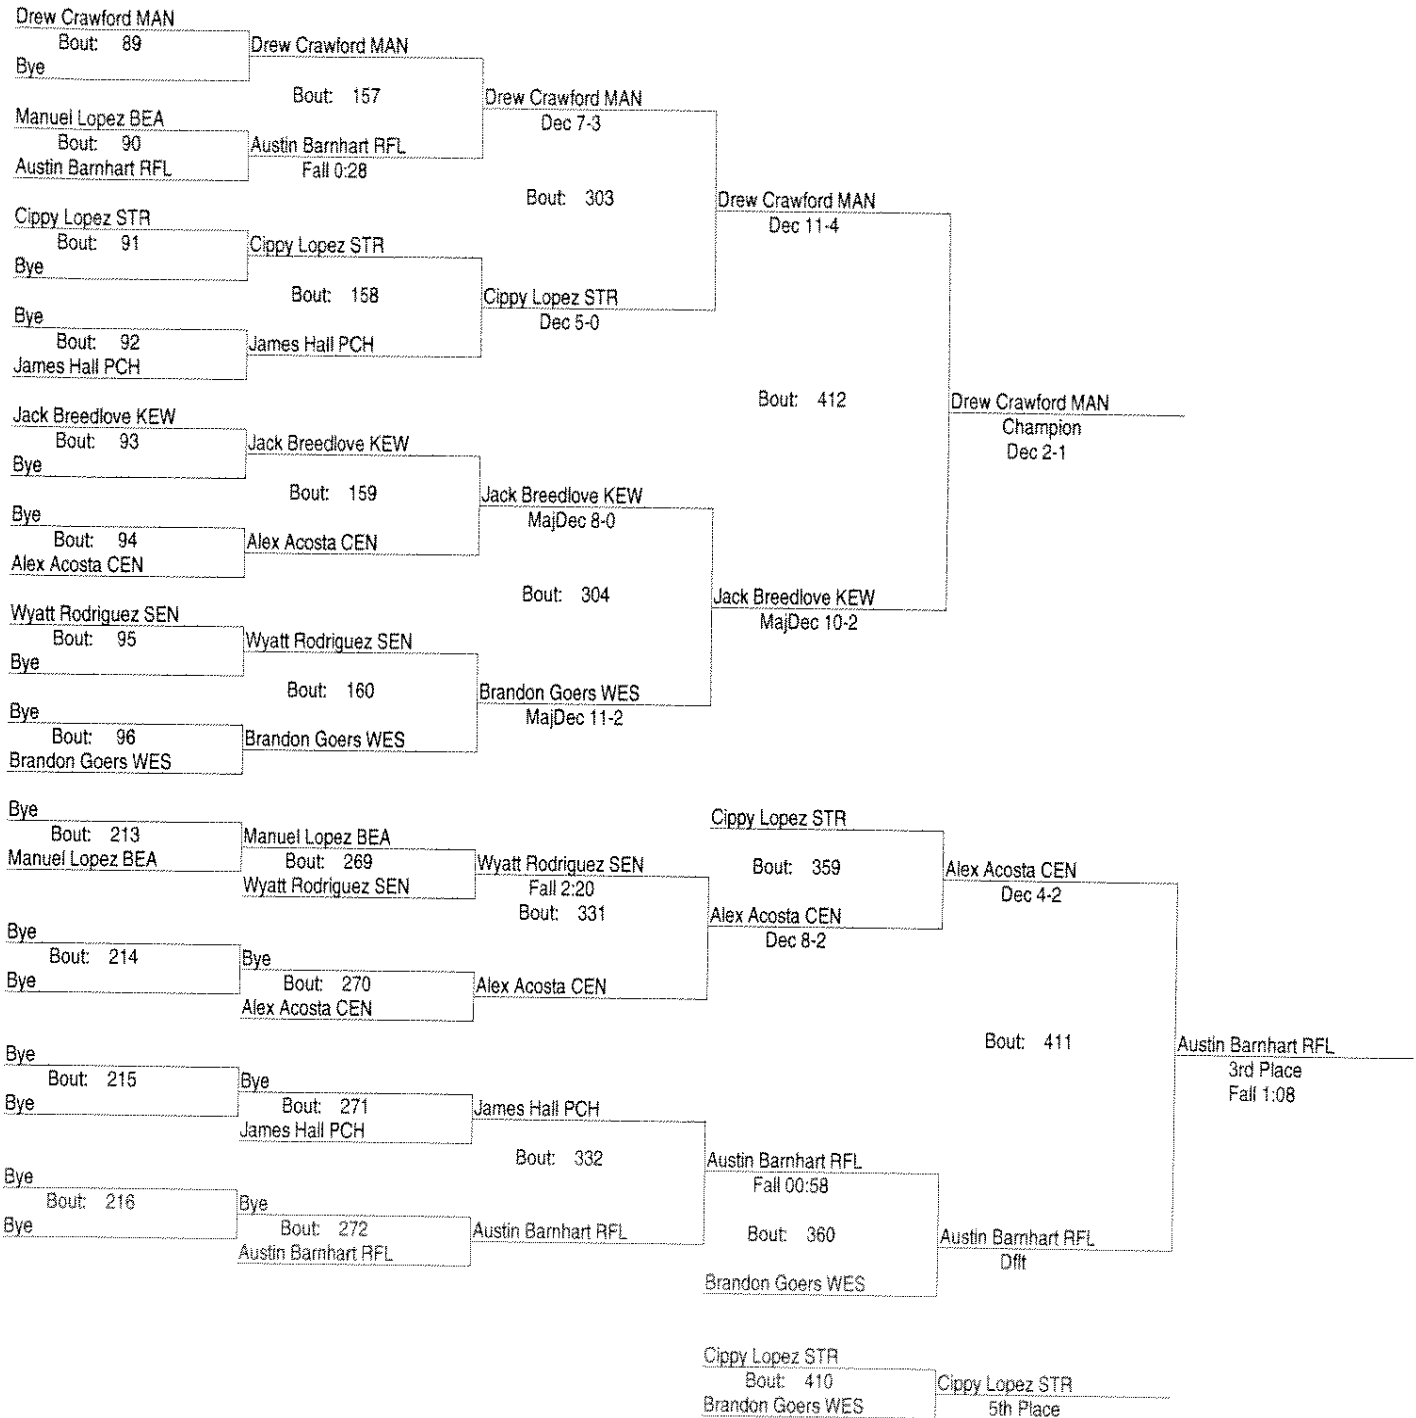 Drew Crawford MAN
Bout: 89
Bye
Drew Crawford MAN
Bout: 157
Manuel Lopez BEA
Bout: 90
Austin Barnhart RFL
Austin Barnhart RFL
Fall 0:28
Drew Crawford MAN
Dec 7-3
Bout: 303
Cippy Lopez STR
Bout: 91
Bye
Cippy Lopez STR
Bout: 158
Bye
Bout: 92
James Hall PCH
James Hall PCH
Cippy Lopez STR
Dec 5-0
Drew Crawford MAN
Dec 11-4
Bout: 412
Jack Breedlove KEW
Bout: 93
Bye
Jack Breedlove KEW
Bout: 159
Bye
Bout: 94
Alex Acosta CEN
Alex Acosta CEN
Jack Breedlove KEW
MajDec 8-0
Bout: 304
Wyatt Rodriguez SEN
Bout: 95
Bye
Wyatt Rodriguez SEN
Bout: 160
Bye
Bout: 96
Brandon Goers WES
Brandon Goers WES
Brandon Goers WES
MajDec 11-2
Jack Breedlove KEW
MajDec 10-2
Drew Crawford MAN
Champion
Dec 2-1
Bye
Bout: 213
Manuel Lopez BEA
Manuel Lopez BEA
Bout: 269
Wyatt Rodriguez SEN
Wyatt Rodriguez SEN
Fall 2:20
Bout: 331
Bye
Bout: 214
Bye
Bye
Bout: 270
Alex Acosta CEN
Alex Acosta CEN
Cippy Lopez STR
Bout: 359
Alex Acosta CEN
Dec 8-2
Alex Acosta CEN
Dec 4-2
Bout: 411
Bye
Bout: 215
Bye
Bye
Bout: 271
James Hall PCH
James Hall PCH
Bout: 332
Bye
Bout: 216
Bye
Bye
Bout: 272
Austin Barnhart RFL
Austin Barnhart RFL
Austin Barnhart RFL
Fall 00:58
Bout: 360
Brandon Goers WES
Austin Barnhart RFL
Dflt
Austin Barnhart RFL
3rd Place
Fall 1:08
Cippy Lopez STR
Bout: 410
Brandon Goers WES
Cippy Lopez STR
5th Place